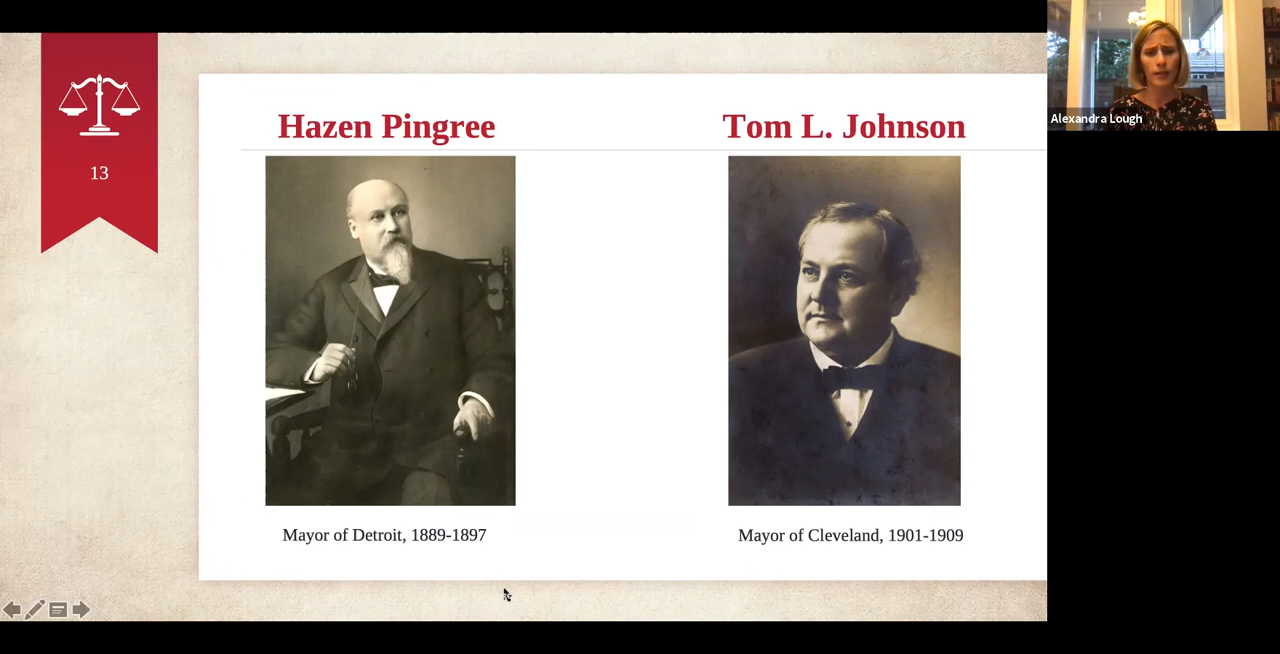 13
Hazen Pingree
Tom L. Johnson
Mayor of Detroit, 1889-1897
Mayor of Cleveland, 1901-1909
Alexandra Lough